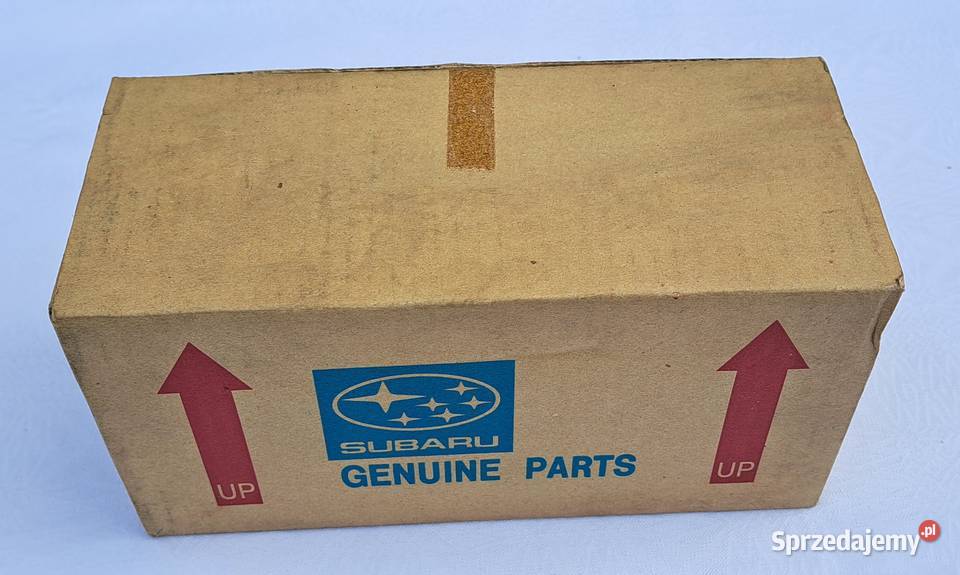 SUBARU
GENUINE PARTS
UP
UP
Sprzedajemy.pl